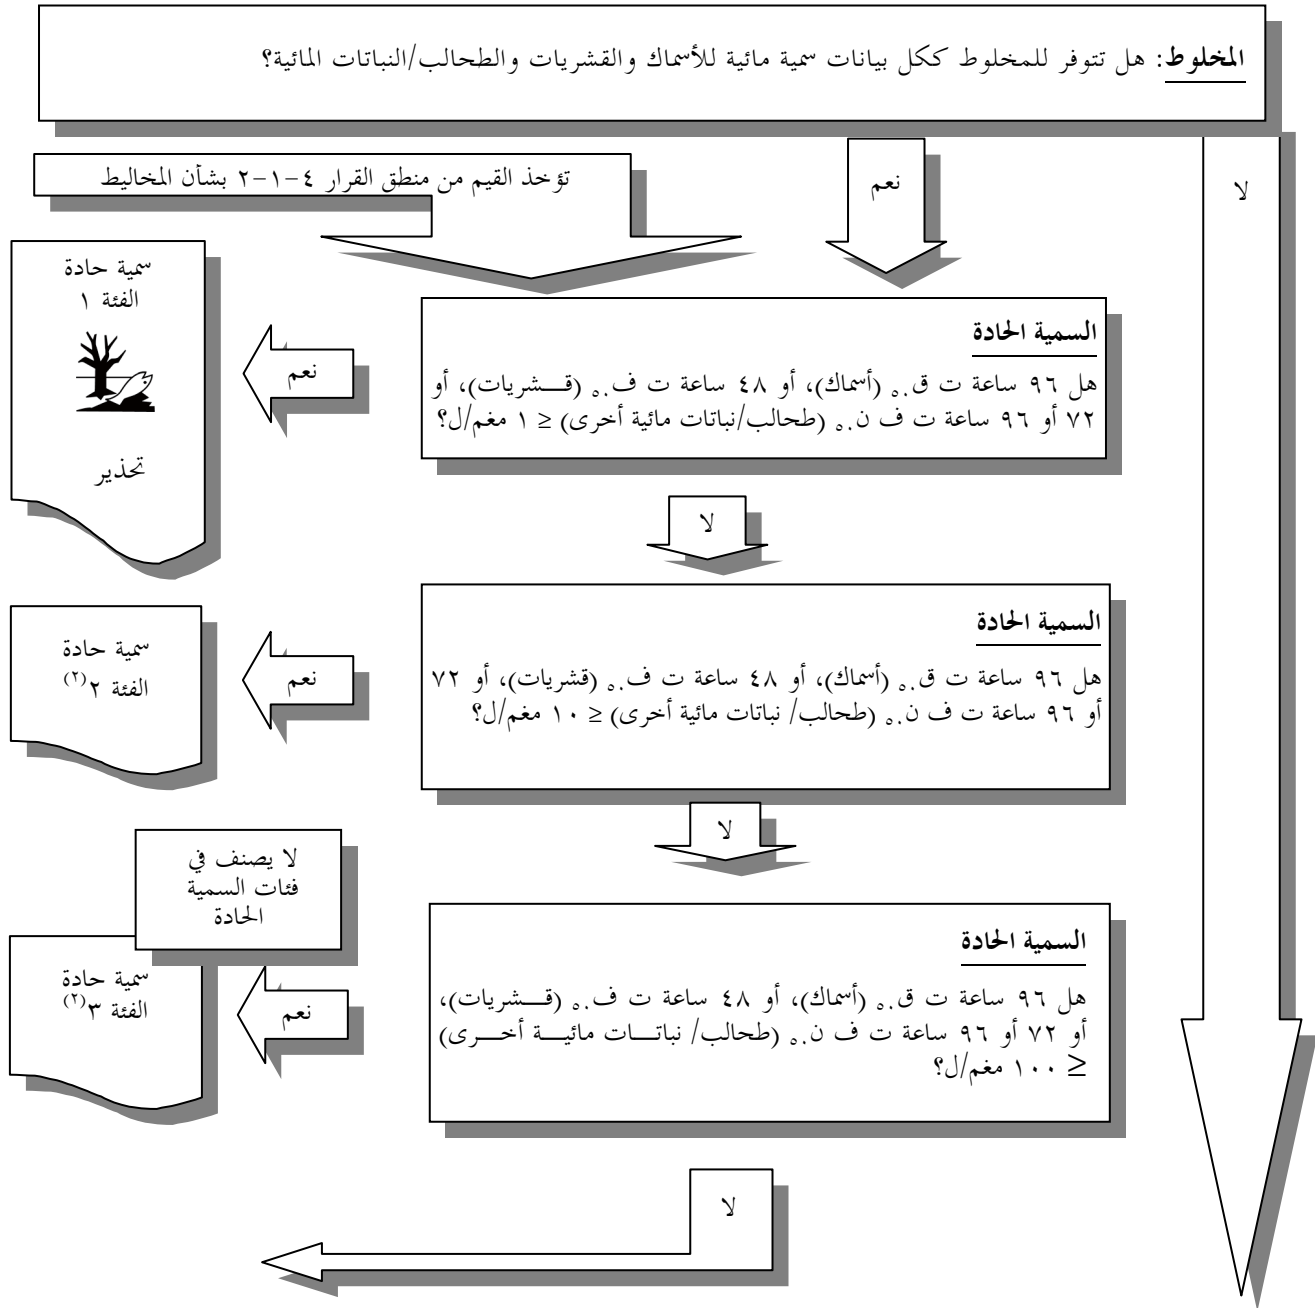 المخلوط: هل تتوفر للمخلوط ككل بيانات سمية مائية للأسماك والقشريات والطحالب/النباتات المائية؟
لا
نعم
تؤخذ القيم من منطق القرار ٤-١-٢ بشأن المخاليط
السمية الحادة
هل ٩٦ ساعة ت ق.٥ (أسماك)، أو ٤٨ ساعة ت ف.٥ (قـــشريات)، أو
٧٢ أو ٩٦ ساعة ت ف ن.٥ (طحالب/نباتات مائية أخرى) ≤ ١ مغم/ل؟
نعم
سمية حادة
الفئة ١
تحذير
لا
السمية الحادة
هل ٩٦ ساعة ت ق.٥ (أسماك)، أو ٤٨ ساعة ت ف.٥ (قشريات)، أو ٧٢
أو ٩٦ ساعة ت ف ن.٥ (طحالب/ نباتات مائية أخرى) ≤ ١٠ مغم/ل؟
نعم
سمية حادة
الفئة ٢(٢)
لا
السمية الحادة
هل ٩٦ ساعة ت ق.٥ (أسماك)، أو ٤٨ ساعة ت ف.٥ (قـــشريات)،
أو ٧٢ أو ٩٦ ساعة ت ف ن.٥ (طحالب/ نباتـــات مائيـــة أخـــرى)
≤ ١٠٠ مغم/ل؟
نعم
سمية حادة
الفئة ٣(٢)
لا
لا يصنف في
فئات السمية
الحادة